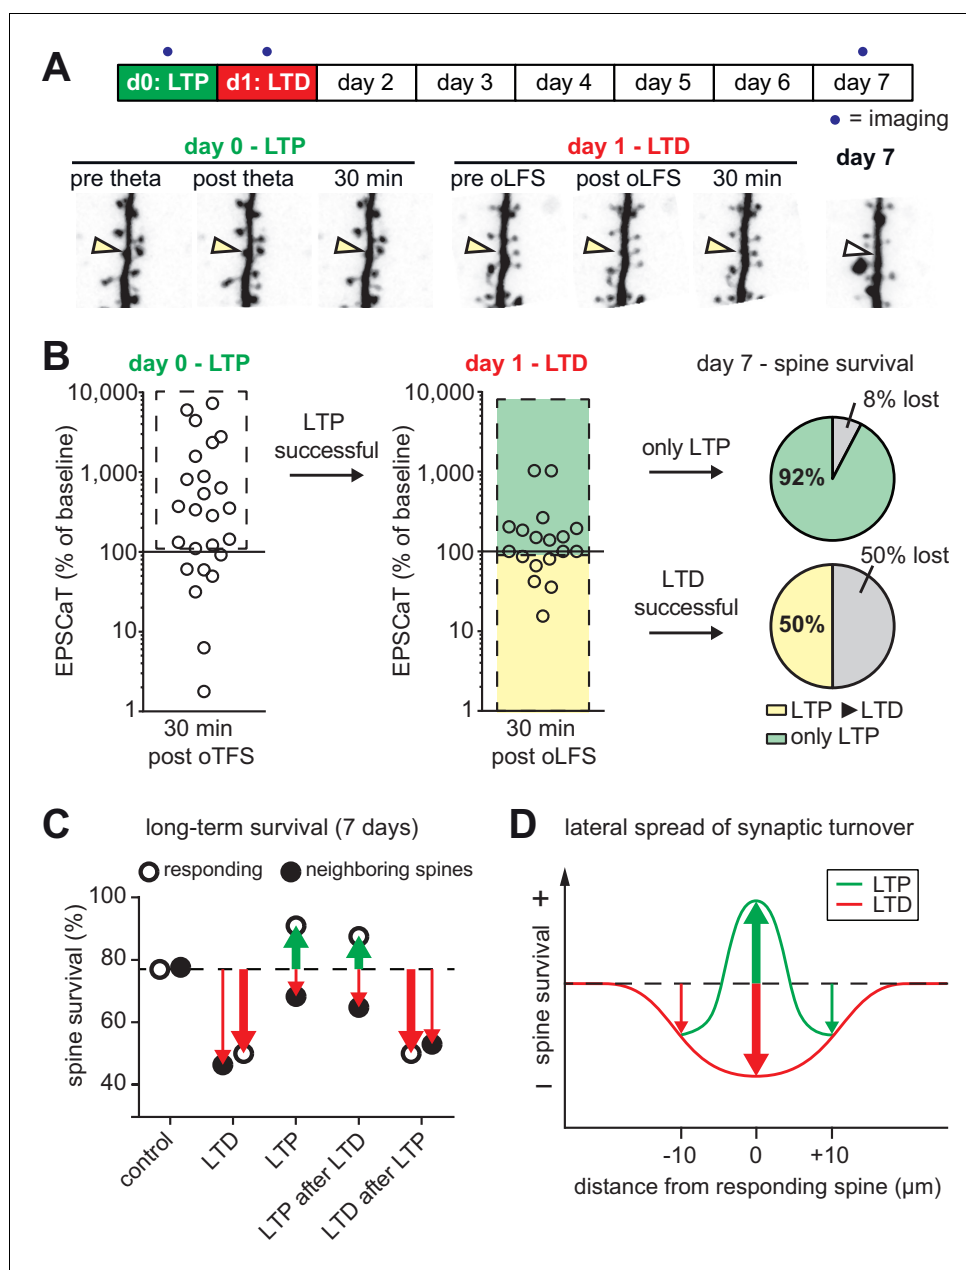 A
d0: LTP d1: LTD day 2 day 3 day 4 day 5 day 6 day 7
= imaging
day 0 - LTP day 1 - LTD day 7
pre theta post theta 30 min pre oLFS post oLFS 30 min
B
day 0 - LTP day 1 - LTD day 7 - spine survival
EPSCaT (% of baseline)
10,000
1,000
100
10
1
30 min
post oTFS
LTP
successful
EPSCaT (% of baseline)
10,000
1,000
100
10
1
30 min
post oLFS
only LTP
LTD
successful
8% lost
92%
50% lost
50%
LTP ▶ LTD
only LTP
C
long-term survival (7 days)
responding neighboring spines
spine survival (%)
100
80
60
40
control
LTD
LTP
LTP after LTD
LTD after LTP
D
lateral spread of synaptic turnover
LTP
LTD
+
spine survival
−
-10 0 +10
distance from responding spine (µm)